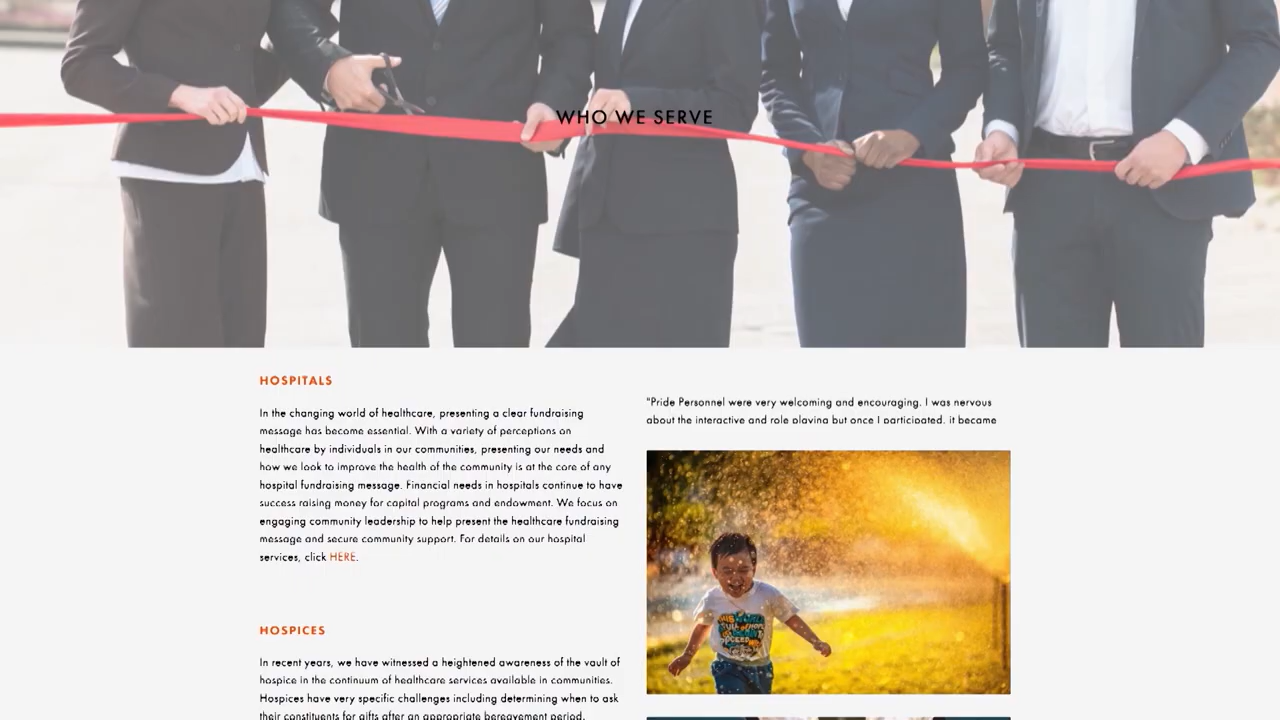 WHO WE SERVE
HOSPITALS
In the changing world of healthcare, presenting a clear fundraising
message has become essential. With a variety of perceptions on
healthcare by individuals in our communities, presenting our needs and
how we look to improve the health of the community is at the core of any
hospital fundraising message. Financial needs in hospitals continue to have
success raising money for capital programs and endowment. We focus on
engaging community leadership to help present the healthcare fundraising
message and secure community support. For details on our hospital
services, click HERE.
HOSPICES
In recent years, we have witnessed a heightened awareness of the vault of
hospice in the continuum of healthcare services available in communities.
Hospices have very specific challenges including determining when to ask
their constituents for gifts after an appropriate bereavement period.
"Pride Personnel were very welcoming and encouraging. I was nervous
about the interactive and role playing but once I participated, it became